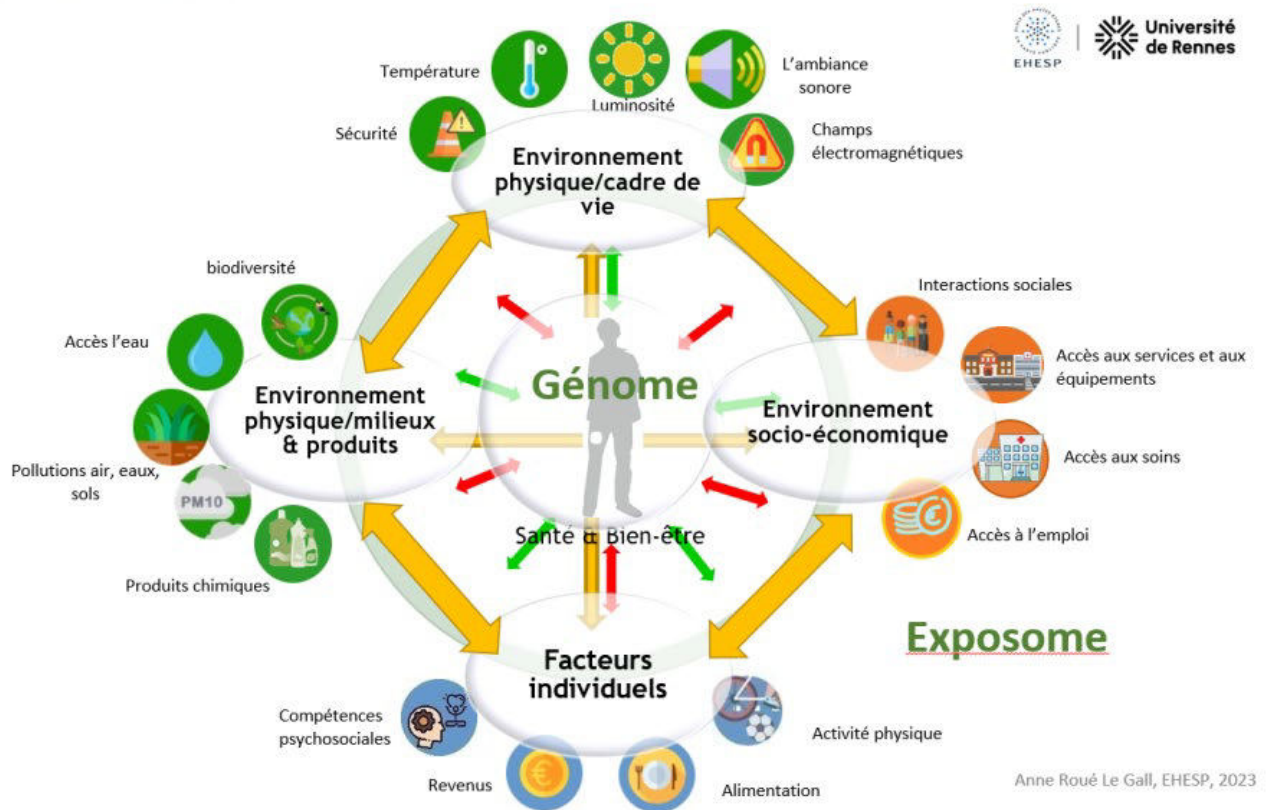 EHESP
Université
de Rennes
Température
Luminosité
L'ambiance
sonore
Sécurité
Champs
électromagnétiques
Environnement
physique/cadre de
vie
biodiversité
Interactions sociales
Accès l'eau
Accès aux services et aux
équipements
Génome
Environnement
physique/milieux
& produits
Environnement
socio-économique
Accès aux soins
Pollutions air, eaux,
sols
PM10
Santé & Bien-être
Accès à l'emploi
Produits chimiques
Exposome
Facteurs
individuels
Compétences
psychosociales
Activité physique
Revenus
Alimentation
Anne Roué Le Gall, EHESP, 2023